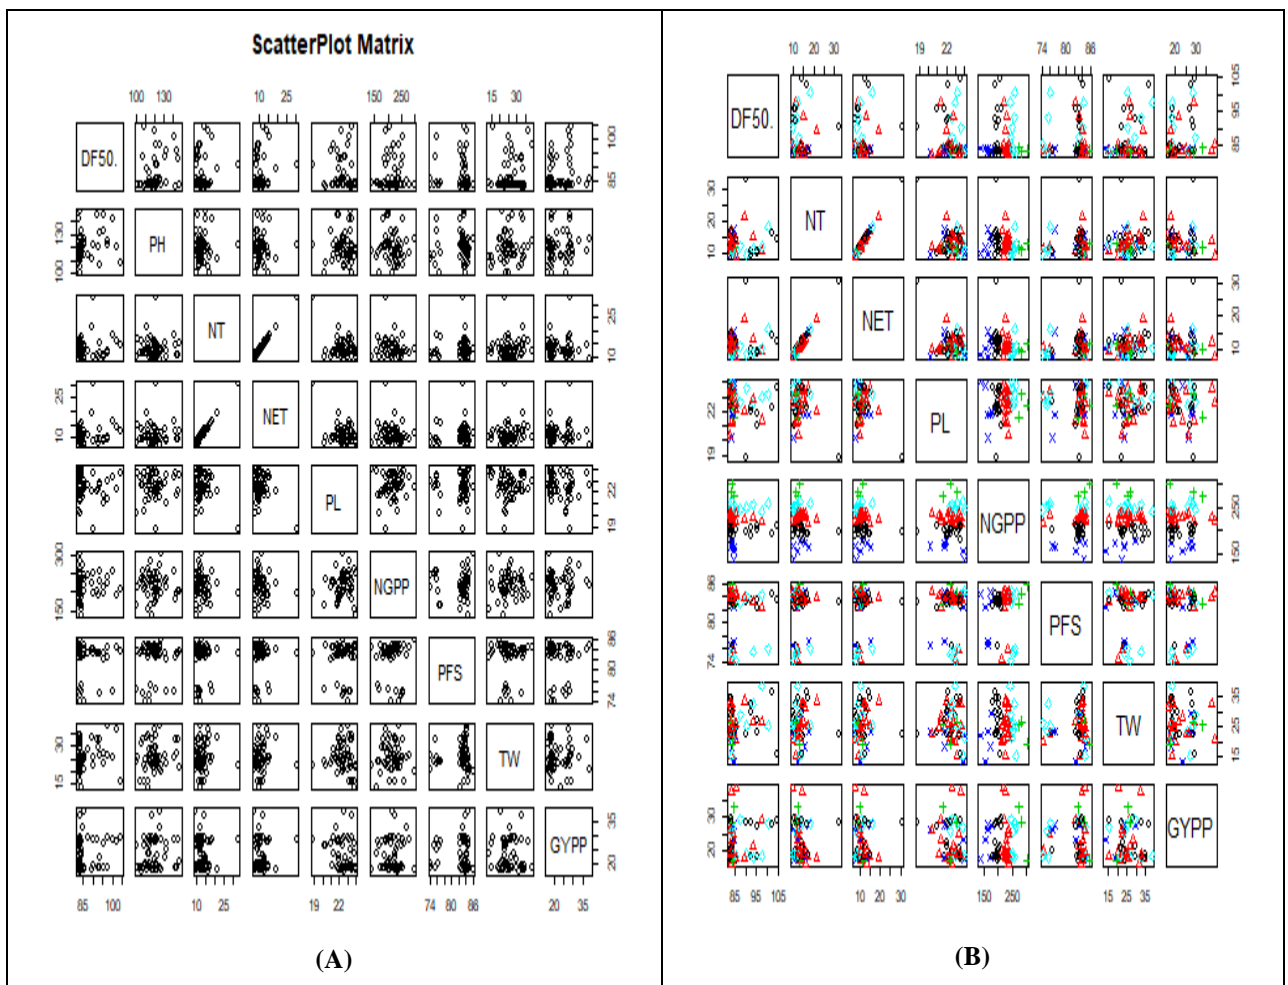 ScatterPlot Matrix
100 130
10 25
150 250
15 30
DF50.
85 100
100 130
PH
NT
10 25
10 25
NET
PL
19 22
150 300
NGPP
PFS
74 80 86
15 30
TW
GYPP
20 35
85 100
10 25
19 22
74 80 86
20 35
(A)
10 20 30
19 22
74 80 86
20 30
DF50.
85 95 105
10 20 30
NT
NET
10 20 30
19 22
PL
NGPP
150 250
74 80 86
PFS
TW
15 25 35
20 30
GYPP
85 95 105
10 20 30
150 250
15 25 35
(B)